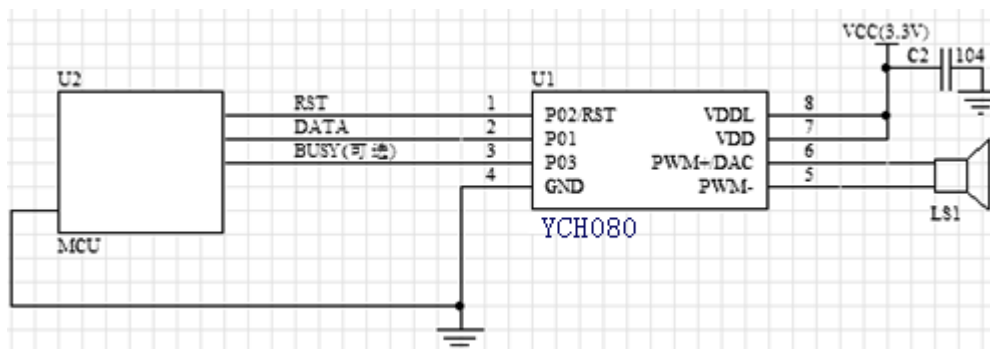 VCC(3.3V)
C2 104
U2
U1
RST 1
DATA 2
BUSY(可选) 3
4
P02/RST
P01
P03
GND
VDDL
VDD
PWM+/DAC
PWM-
8
7
6
5
LS1
YCH080
MCU